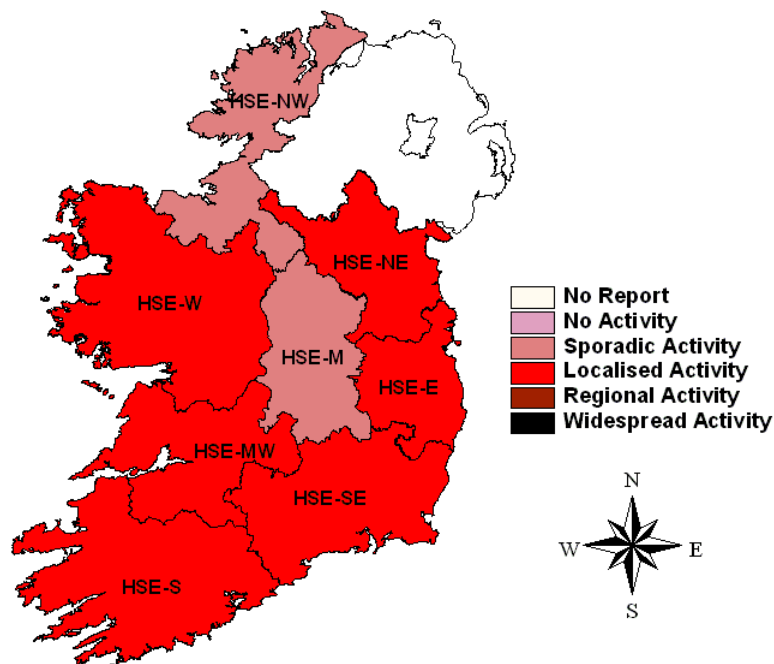 HSE-NW
HSE-NE
HSE-W
HSE-M
HSE-E
HSE-MW
HSE-SE
HSE-S
No Report
No Activity
Sporadic Activity
Localised Activity
Regional Activity
Widespread Activity
N
W E
S